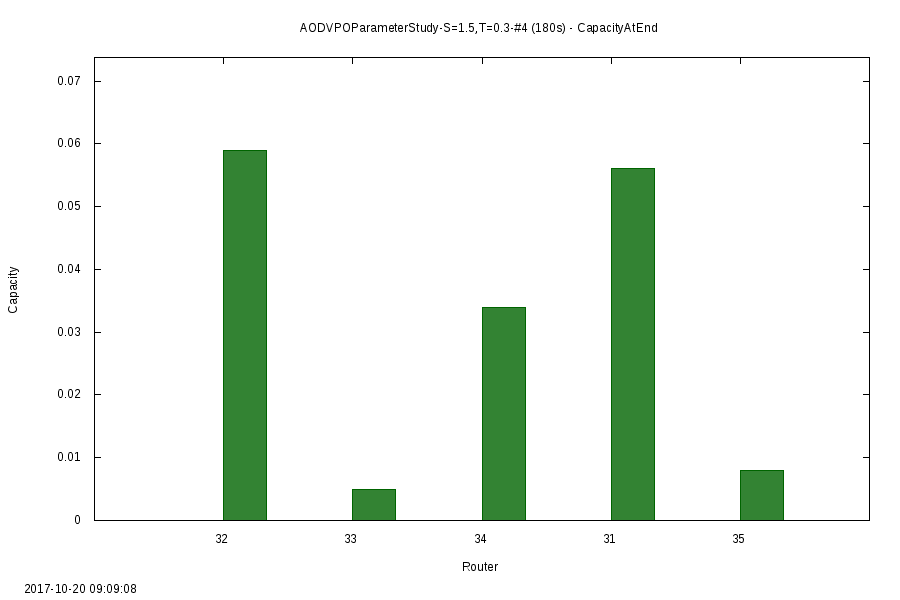 AODVPOParameterStudy-S=1.5,T=0.3-#4 (180s) - CapacityAtEnd
0.07
0.06
0.05
0.04
0.03
0.02
0.01
0
Capacity
32 33 34 31 35
Router
2017-10-20 09:09:08